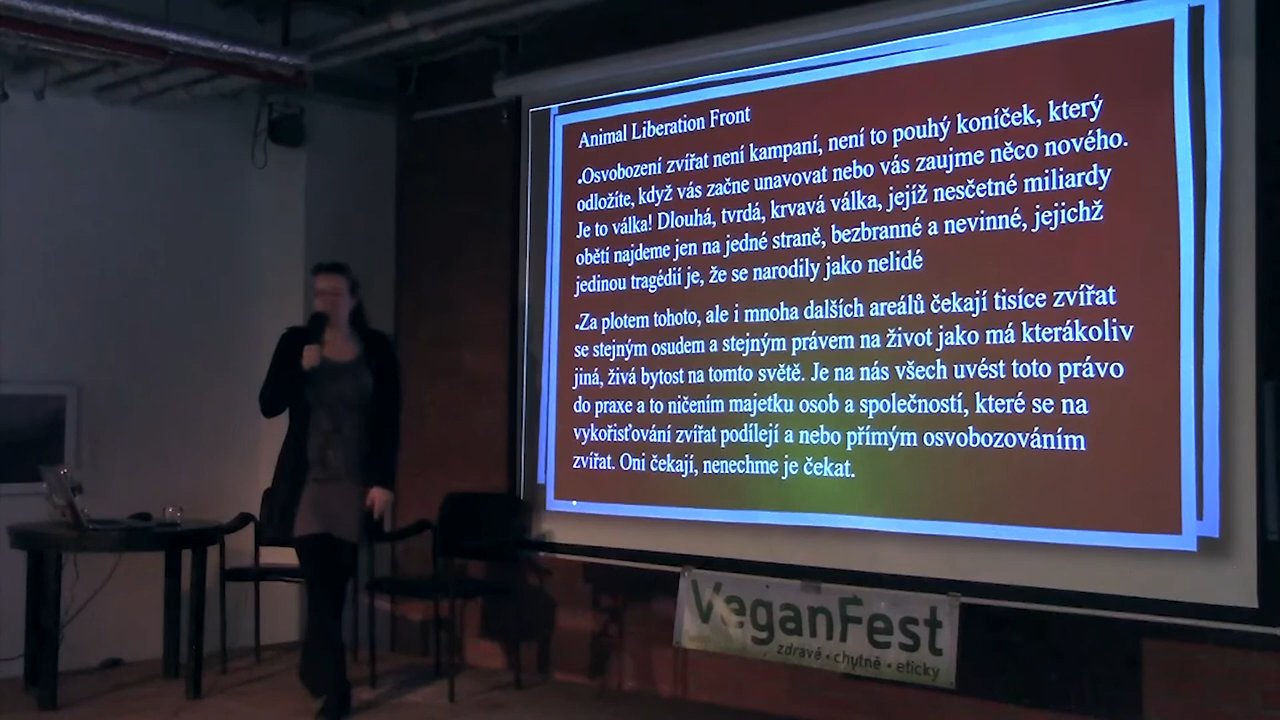 Animal Liberation Front
•Osvobození zvířat není kampaní, není to pouhý koníček, který
odložíte, když vás začne unavovat nebo vás zaujme něco nového.
Je to válka! Dlouhá, tvrdá, krvavá válka, jejíž nesčetné miliardy
obětí najdeme jen na jedné straně, bezbranné a nevinné, jejichž
jedinou tragédií je, že se narodily jako nelidé
•Za plotem tohoto, ale i mnoha dalších areálů čekají tisíce zvířat
se stejným osudem a stejným právem na život jako má kterákoliv
jiná, živá bytost na tomto světě. Je na nás všech uvést toto právo
do praxe a to ničením majetku osob a společností, které se na
vykořisťování zvířat podílejí a nebo přímým osvobozováním
zvířat. Oni čekají, nenechme je čekat.
VeganFest
zdravě • chutně • eticky